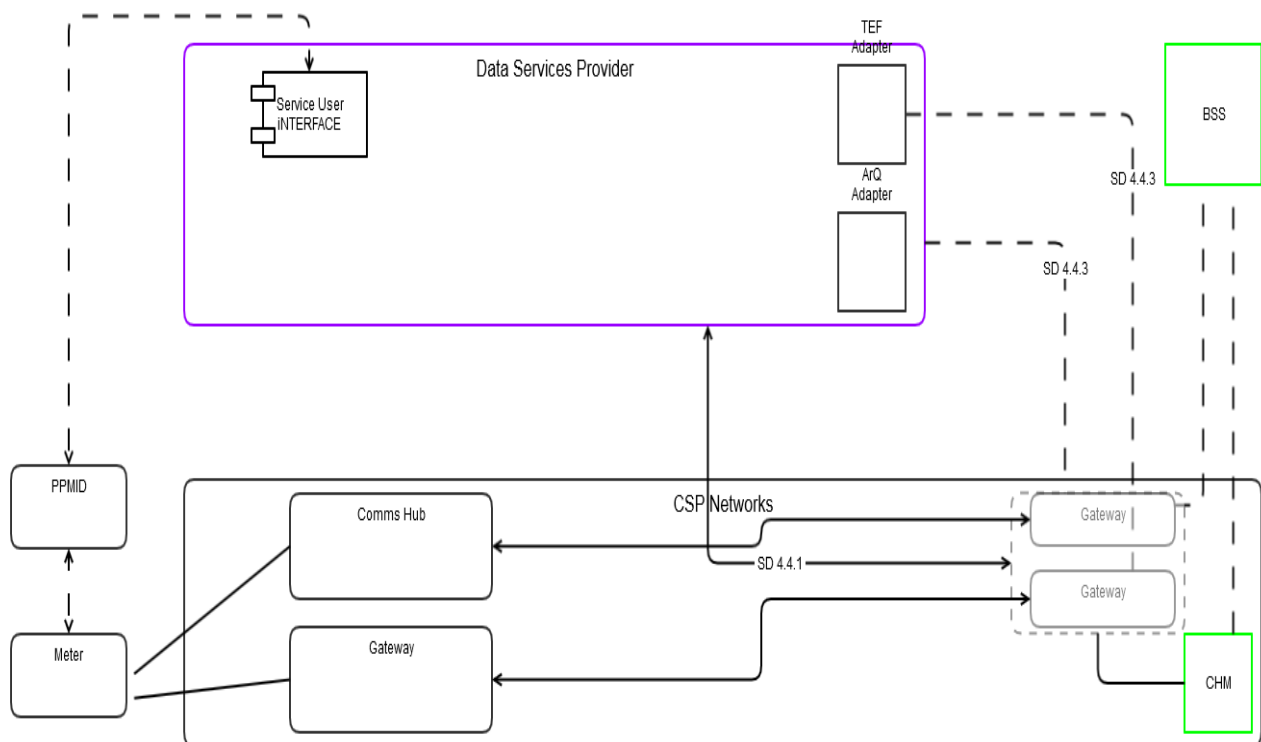 TEF
Adapter
Data Services Provider
Service User
iNTERFACE
BSS
ArQ
Adapter
SD 4.4.3
SD 4.4.3
PPMID
CSP Networks
Comms Hub
Gateway
SD 4.4.1
Gateway
Meter
Gateway
CHM